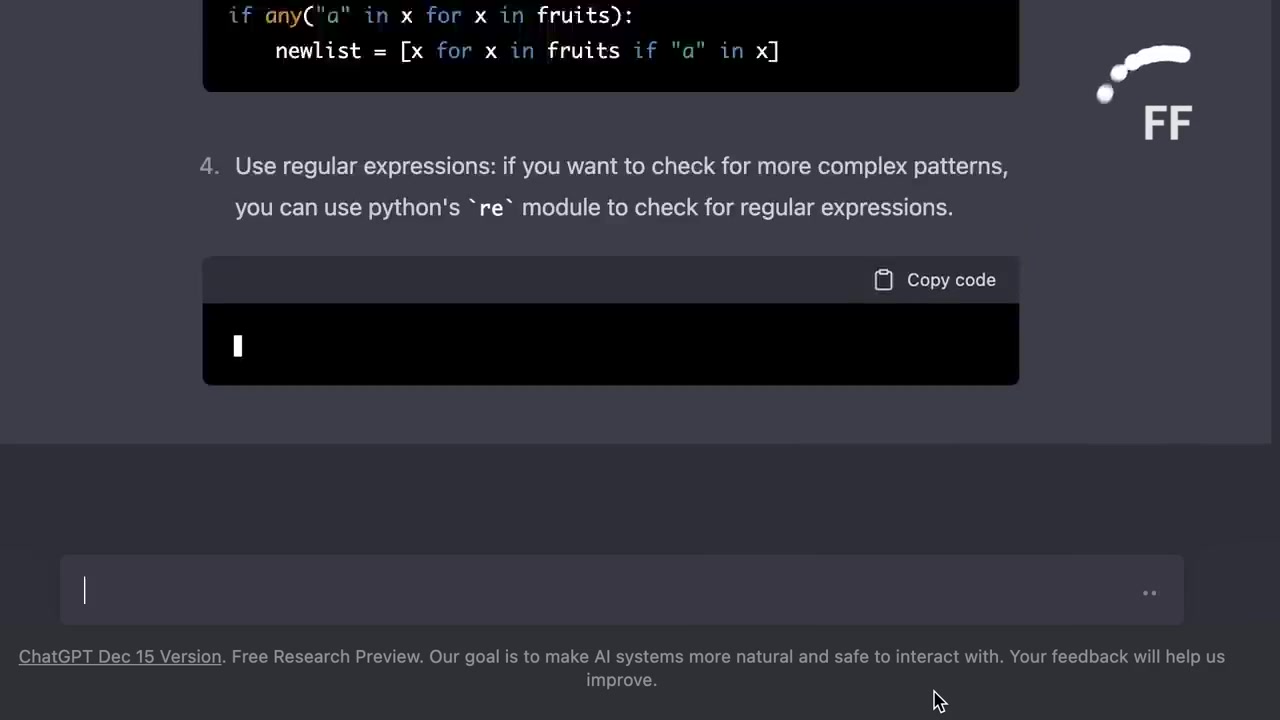 if any("a" in x for x in fruits):
newlist = [x for x in fruits if "a" in x]
FF
4. Use regular expressions: if you want to check for more complex patterns,
you can use python's `re` module to check for regular expressions.
Copy code
ChatGPT Dec 15 Version. Free Research Preview. Our goal is to make AI systems more natural and safe to interact with. Your feedback will help us
improve.